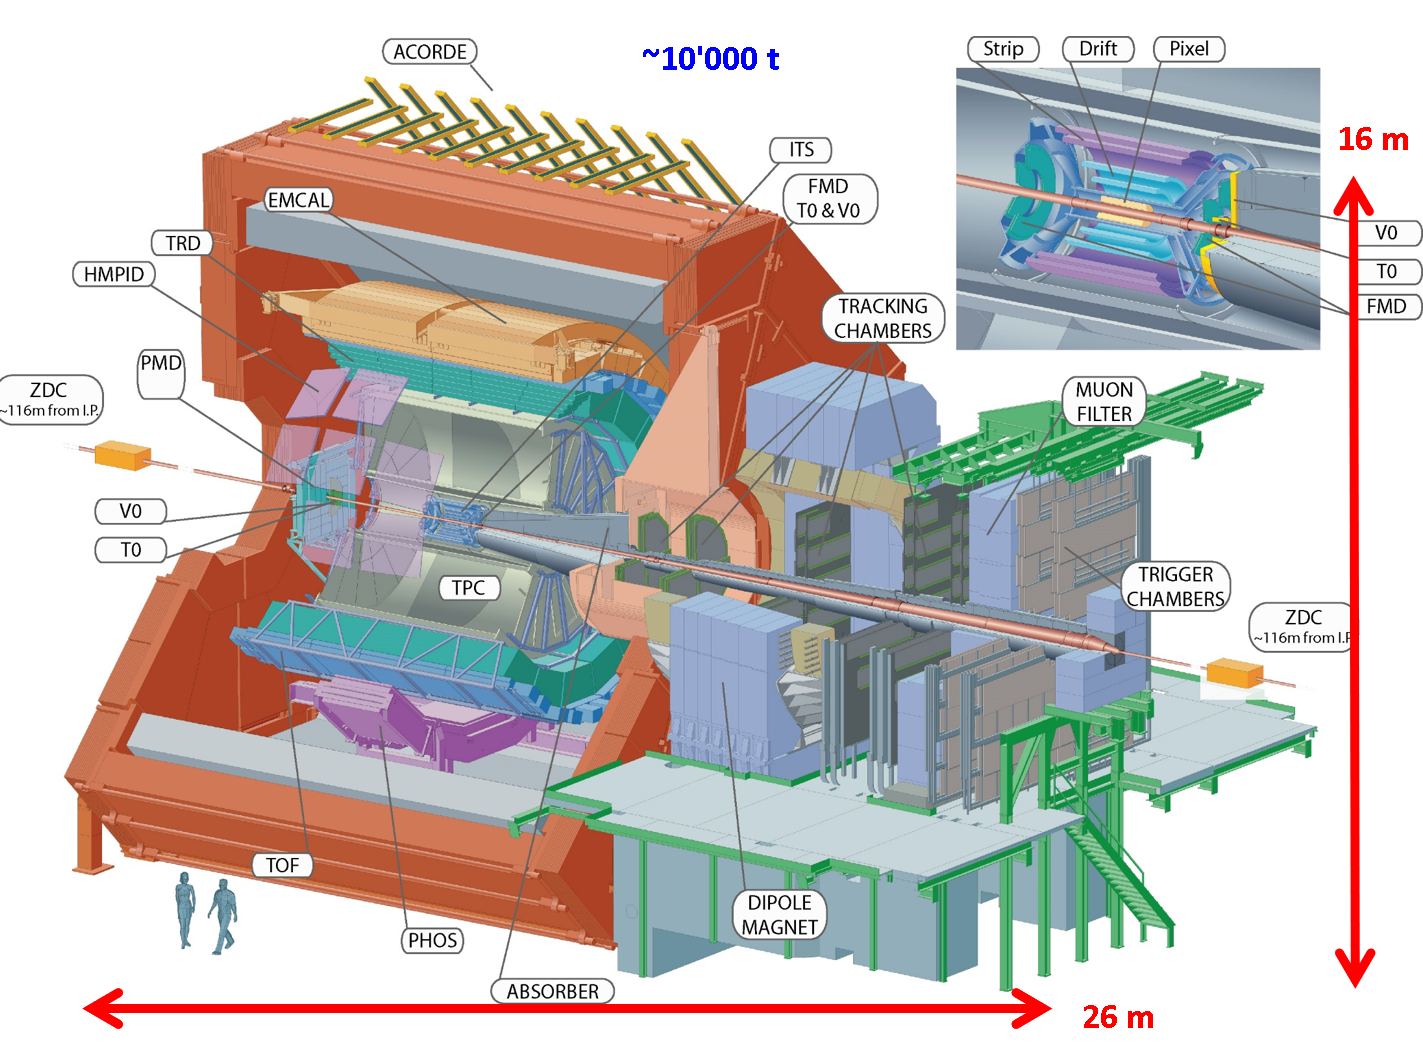 ACORDE
~10'000 t
Strip
Drift
Pixel
16 m
ITS
FMD
T0 & V0
EMCAL
TRD
HMPID
V0
T0
FMD
TRACKING
CHAMBERS
PMD
ZDC
~116m from I.P.
MUON
FILTER
V0
T0
TPC
TRIGGER
CHAMBERS
ZDC
~116m from I.P.
TOF
DIPOLE
MAGNET
PHOS
ABSORBER
26 m